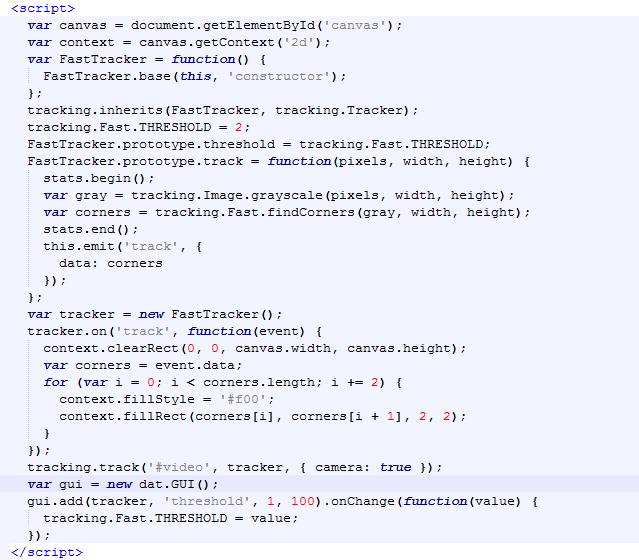 <script>
var canvas = document.getElementById('canvas');
var context = canvas.getContext('2d');
var FastTracker = function() {
FastTracker.base(this, 'constructor');
};
tracking.inherits(FastTracker, tracking.Tracker);
tracking.Fast.THRESHOLD = 2;
FastTracker.prototype.threshold = tracking.Fast.THRESHOLD;
FastTracker.prototype.track = function(pixels, width, height) {
stats.begin();
var gray = tracking.Image.grayscale(pixels, width, height);
var corners = tracking.Fast.findCorners(gray, width, height);
stats.end();
this.emit('track', {
data: corners
});
};
var tracker = new FastTracker();
tracker.on('track', function(event) {
context.clearRect(0, 0, canvas.width, canvas.height);
var corners = event.data;
for (var i = 0; i < corners.length; i += 2) {
context.fillStyle = '#f00';
context.fillRect(corners[i], corners[i + 1], 2, 2);
}
});
tracking.track('#video', tracker, { camera: true });
var gui = new dat.GUI();
gui.add(tracker, 'threshold', 1, 100).onChange(function(value) {
tracking.Fast.THRESHOLD = value;
});
</script>